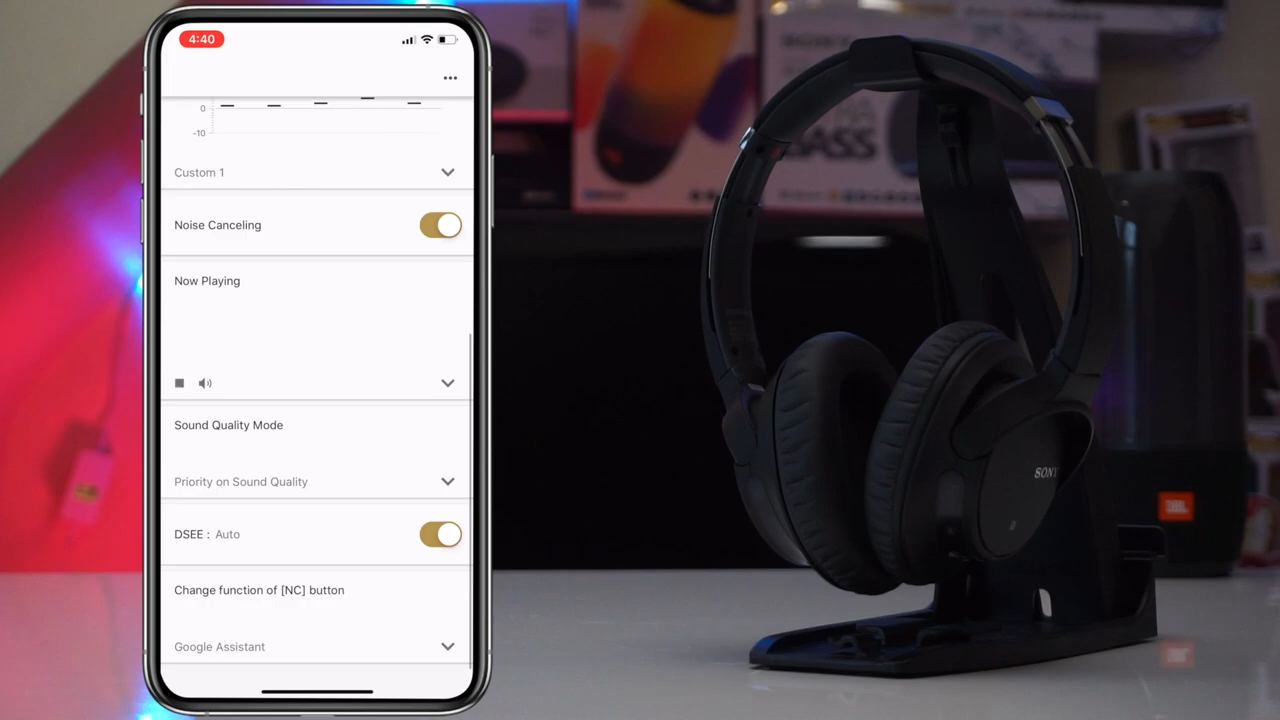 4:40
0
-10
Custom 1
Noise Canceling
Now Playing
Sound Quality Mode
Priority on Sound Quality
DSEE : Auto
Change function of [NC] button
Google Assistant
BASS
SONY
JBL